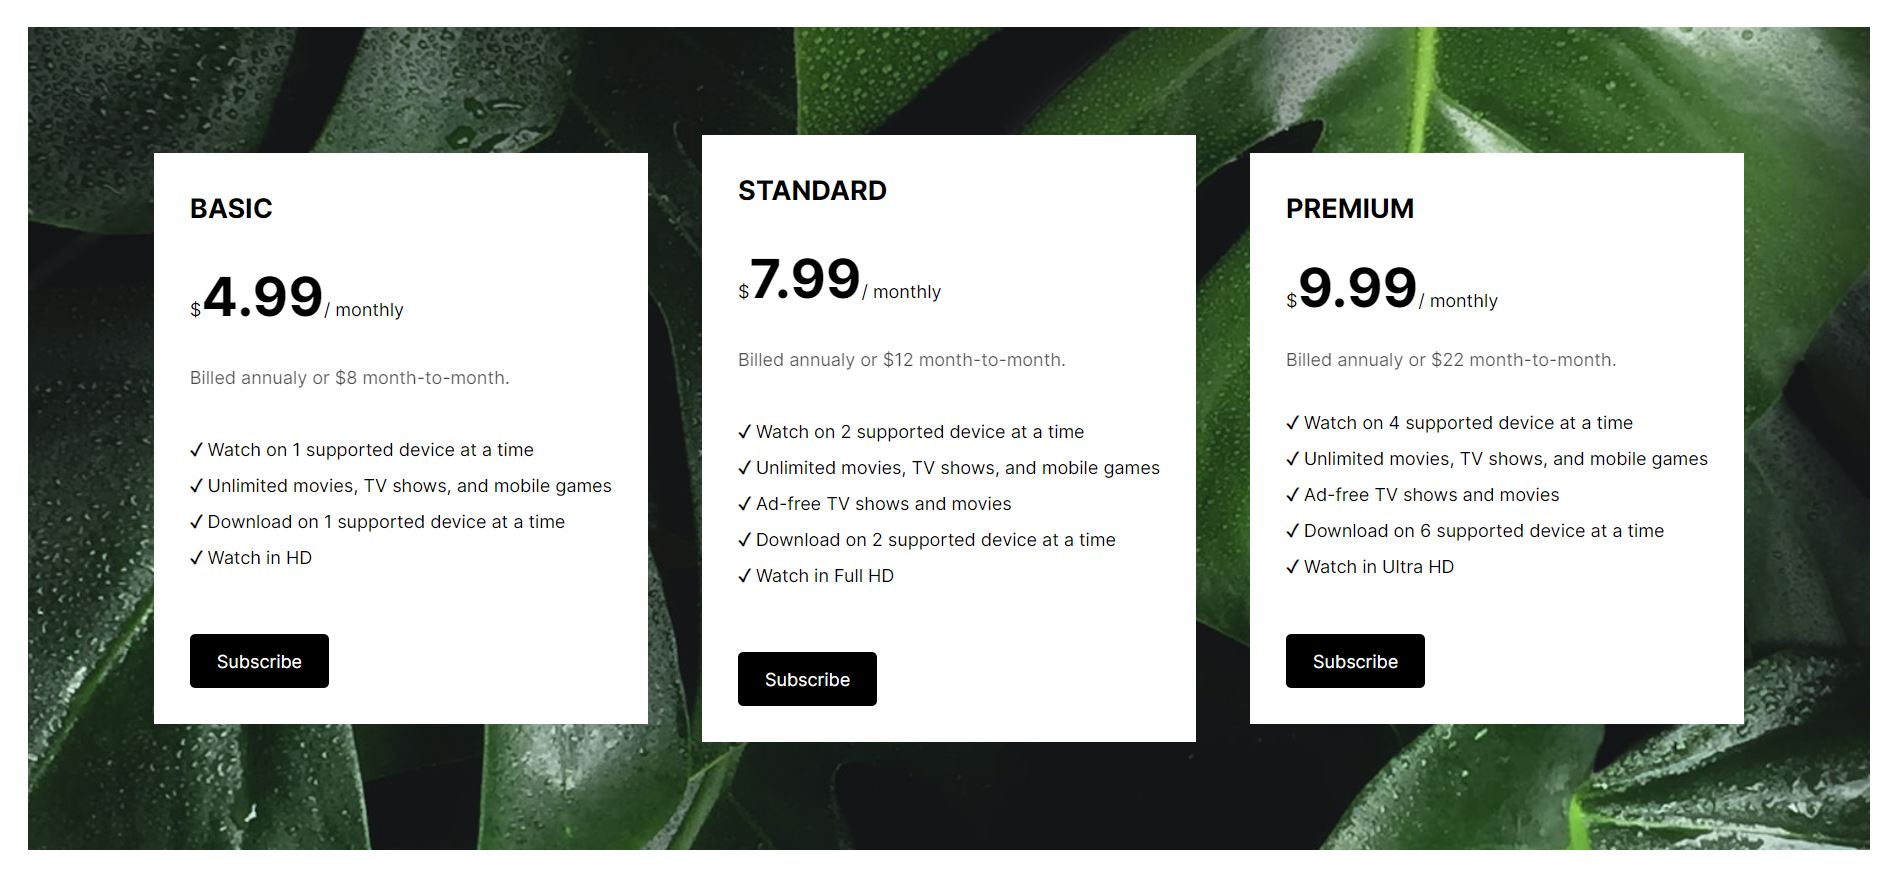 BASIC
$4.99/ monthly
Billed annualy or $8 month-to-month.
✓ Watch on 1 supported device at a time
✓ Unlimited movies, TV shows, and mobile games
✓ Download on 1 supported device at a time
✓ Watch in HD
Subscribe
STANDARD
$7.99/ monthly
Billed annualy or $12 month-to-month.
✓ Watch on 2 supported device at a time
✓ Unlimited movies, TV shows, and mobile games
✓ Ad-free TV shows and movies
✓ Download on 2 supported device at a time
✓ Watch in Full HD
Subscribe
PREMIUM
$9.99/ monthly
Billed annualy or $22 month-to-month.
✓ Watch on 4 supported device at a time
✓ Unlimited movies, TV shows, and mobile games
✓ Ad-free TV shows and movies
✓ Download on 6 supported device at a time
✓ Watch in Ultra HD
Subscribe